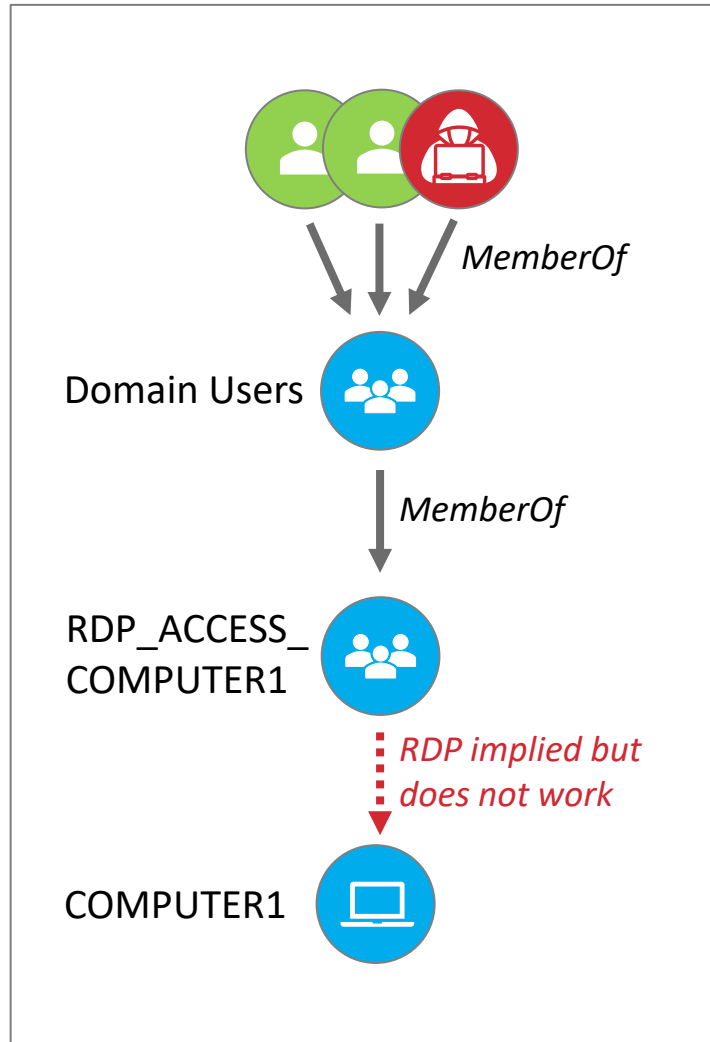 MemberOf
Domain Users
MemberOf
RDP_ACCESS_
COMPUTER1
RDP implied but
does not work
COMPUTER1